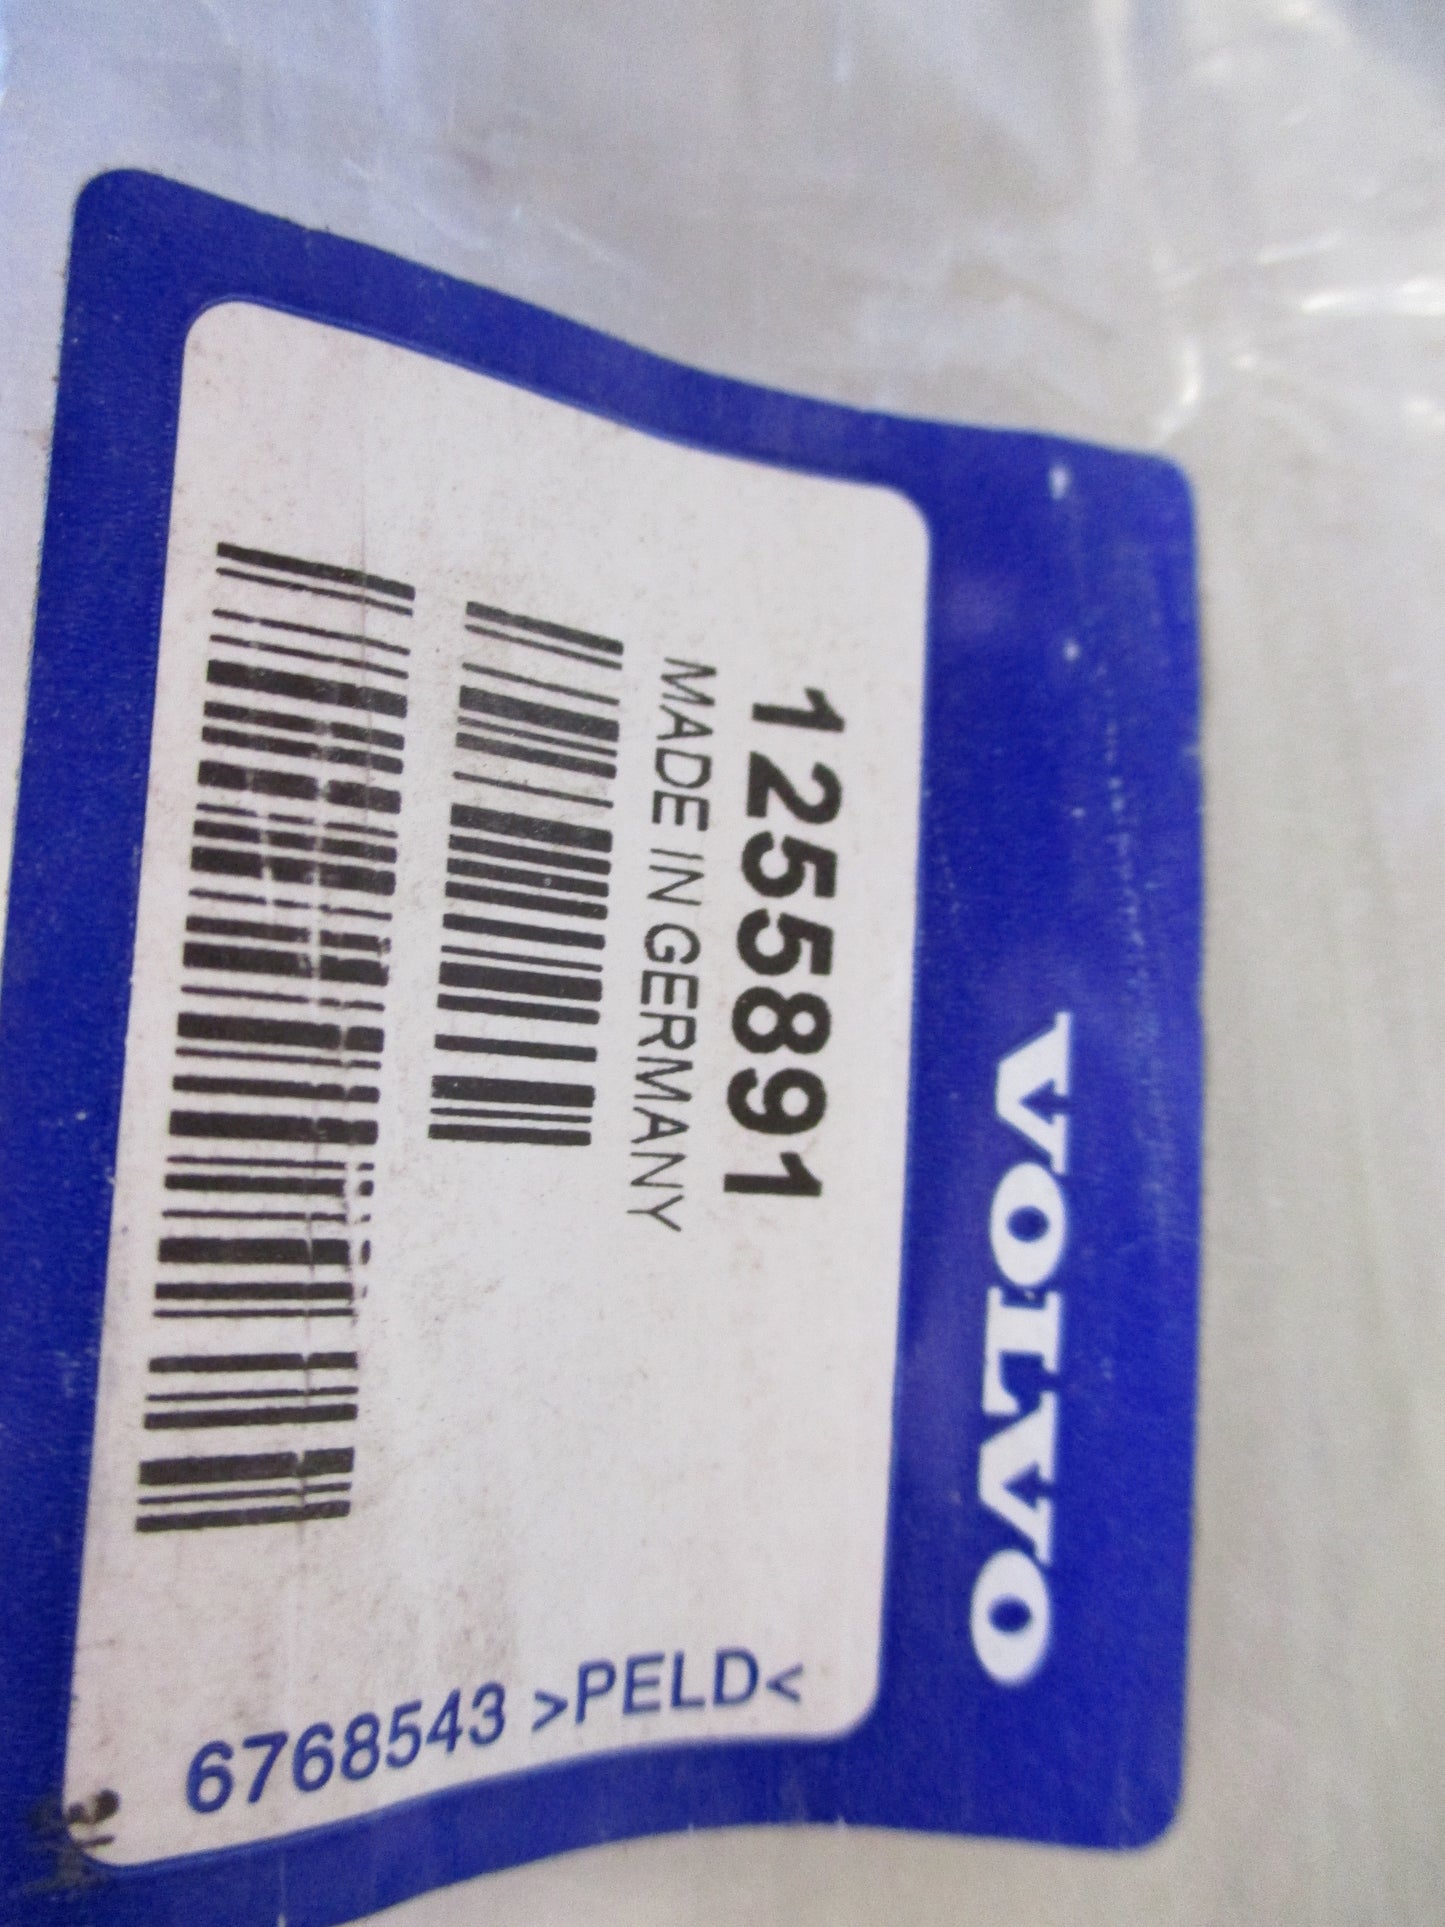 VOLVO
1255891
MADE IN GERMANY
6768543 >PELD<